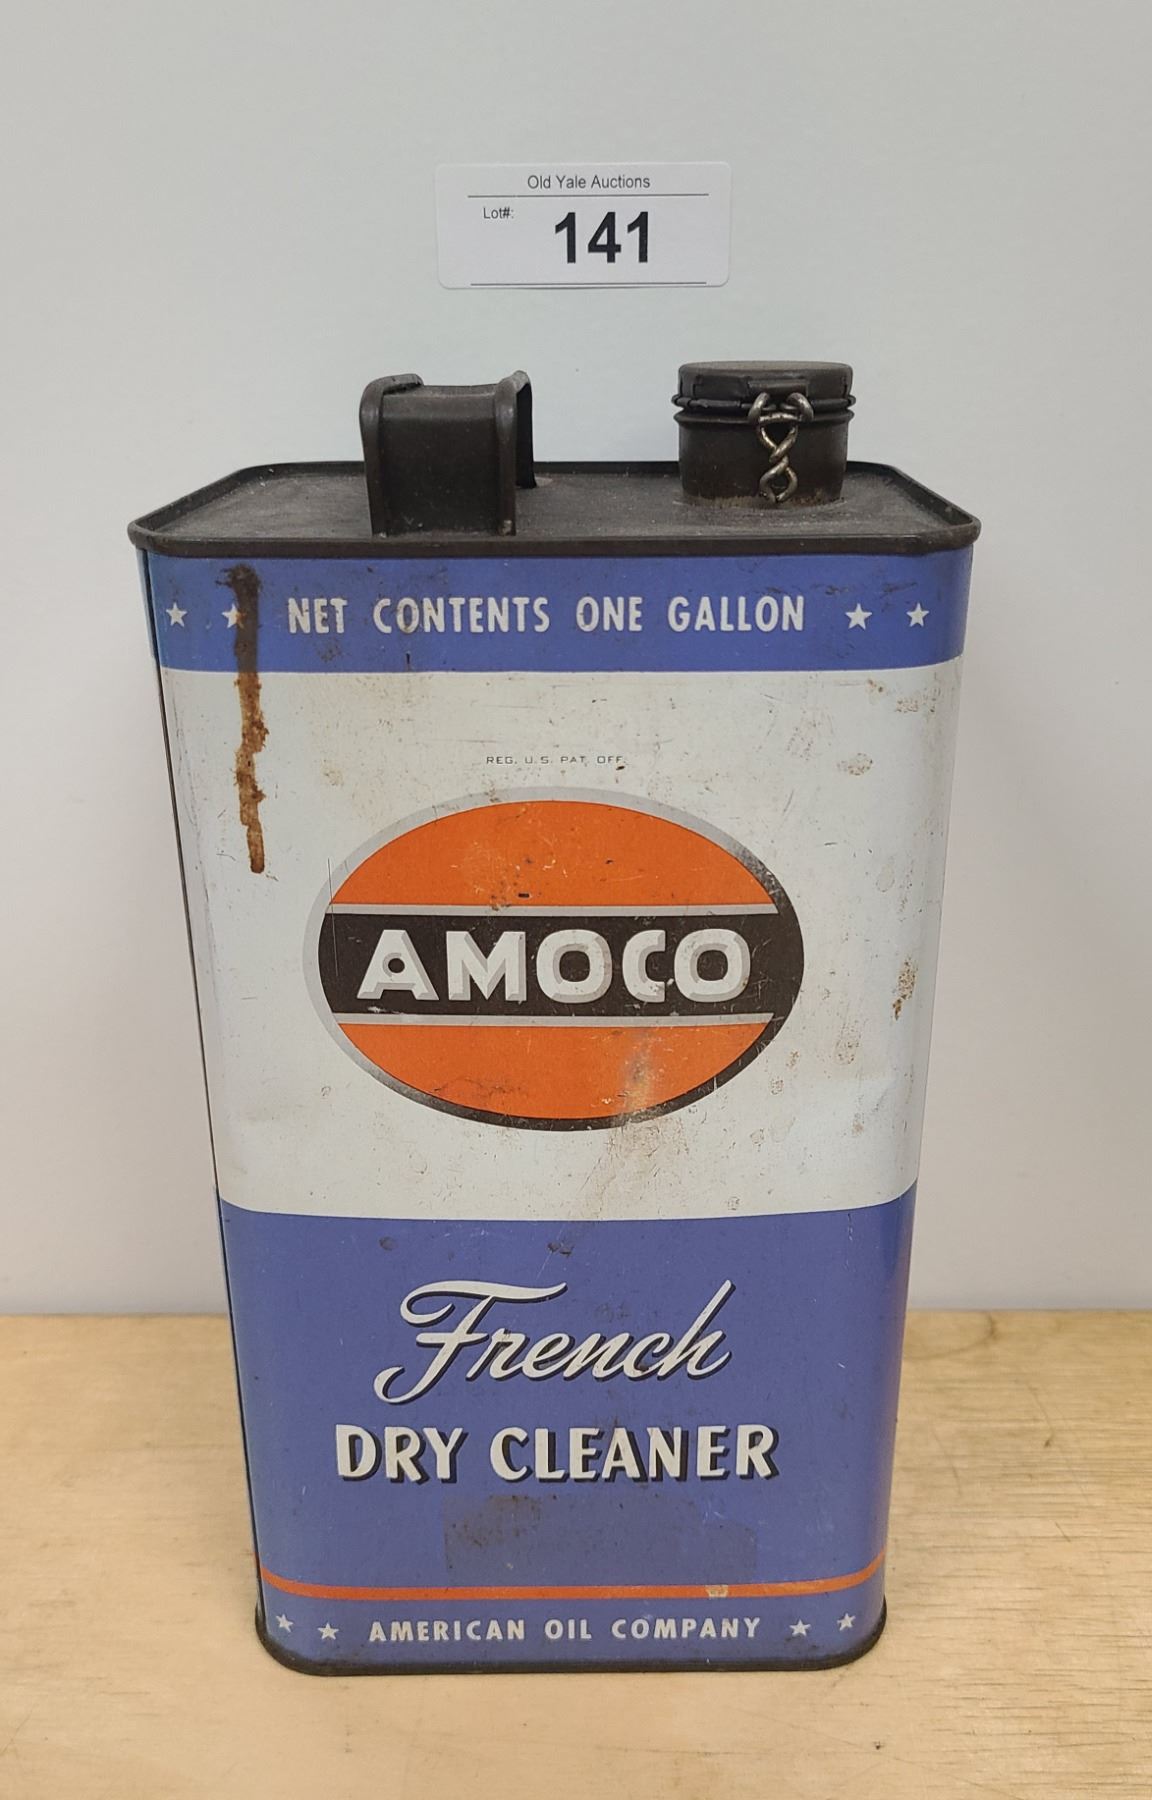 Old Yale Auctions
Lot#: 141
NET CONTENTS ONE GALLON
REG. U.S. PAT. OFF.
AMOCO
French
DRY CLEANER
AMERICAN OIL COMPANY